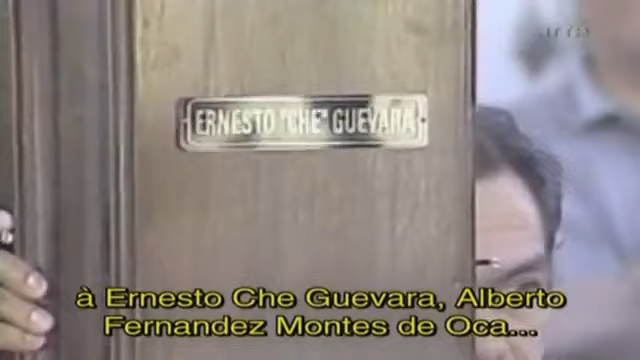 ERNESTO "CHE" GUEVARA
à Ernesto Che Guevara, Alberto
Fernandez Montes de Oca...